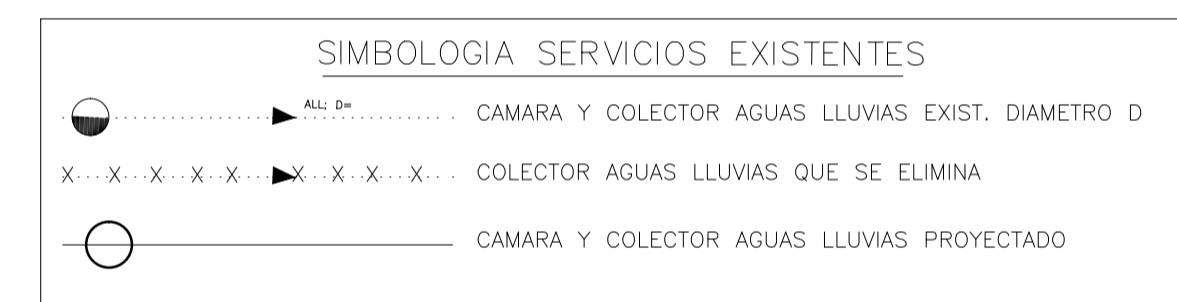 SIMBOLOGIA SERVICIOS EXISTENTES
ALL; D= CAMARA Y COLECTOR AGUAS LLUVIAS EXIST. DIAMETRO D
X X X X X X X X X COLECTOR AGUAS LLUVIAS QUE SE ELIMINA
CAMARA Y COLECTOR AGUAS LLUVIAS PROYECTADO